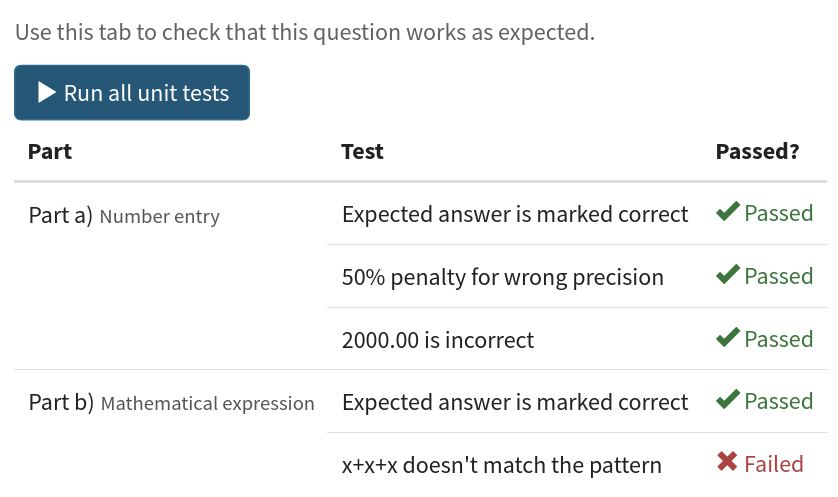 Use this tab to check that this question works as expected.
Run all unit tests
Part Test Passed?
Part a) Number entry Expected answer is marked correct Passed
50% penalty for wrong precision Passed
2000.00 is incorrect Passed
Part b) Mathematical expression Expected answer is marked correct Passed
x+x+x doesn't match the pattern Failed